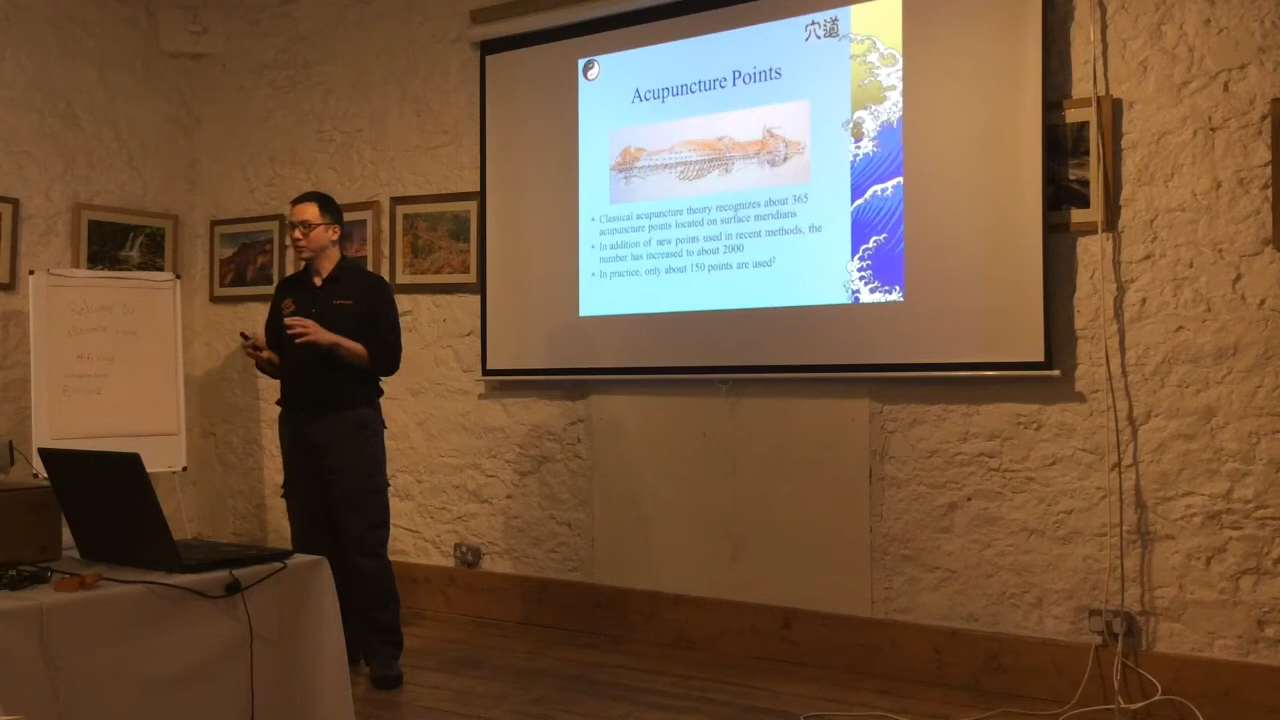 穴道
Acupuncture Points
Classical acupuncture theory recognizes about 365
acupuncture points located on surface meridians
In addition of new points used in recent methods, the
number has increased to about 2000
In practice, only about 150 points are used²